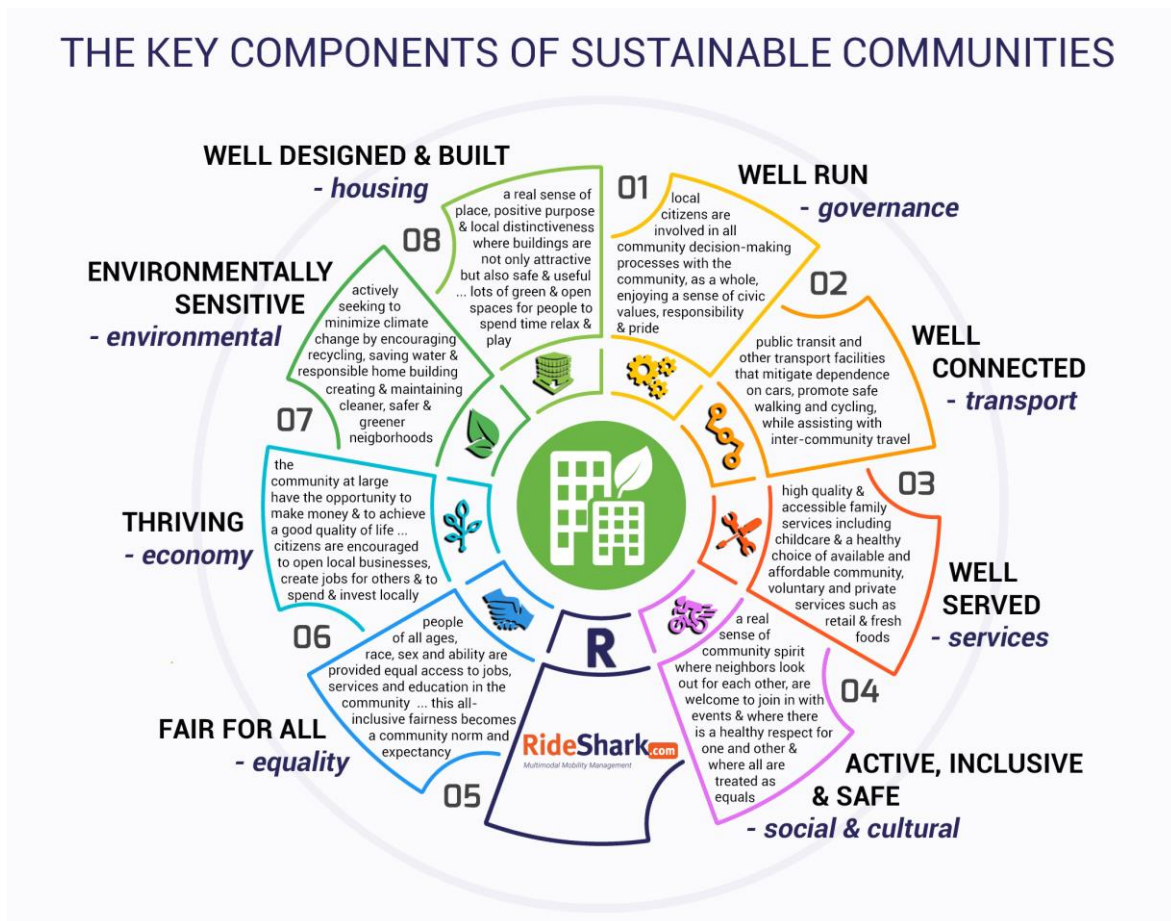 THE KEY COMPONENTS OF SUSTAINABLE COMMUNITIES
01
WELL RUN
- governance
local
citizens are
involved in all
community decision-making
processes with the
community, as a whole,
enjoying a sense of civic
values, responsibility
& pride
02
WELL
CONNECTED
- transport
public transit and
other transport facilities
that mitigate dependence
on cars, promote safe
walking and cycling,
while assisting with
inter-community travel
03
WELL
SERVED
- services
high quality &
accessible family
services including
childcare & a healthy
choice of available and
affordable community,
voluntary and private
services such as
retail & fresh
foods
04
ACTIVE, INCLUSIVE
& SAFE
- social & cultural
a real
sense of
community spirit
where neighbors look
out for each other, are
welcome to join in with
events & where there
is a healthy respect for
one and other &
where all are
treated as
equals
R
RideShark.com
Multimodal Mobility Management
05
FAIR FOR ALL
- equality
people
of all ages,
race, sex and ability are
provided equal access to jobs,
services and education in the
community ... this all-
inclusive fairness becomes
a community norm and
expectancy
06
THRIVING
- economy
the
community at large
have the opportunity to
make money & to achieve
a good quality of life ...
citizens are encouraged
to open local businesses,
create jobs for others & to
spend & invest locally
07
ENVIRONMENTALLY
SENSITIVE
- environmental
actively
seeking to
minimize climate
change by encouraging
recycling, saving water &
responsible home building
creating & maintaining
cleaner, safer &
greener
neigborhoods
08
WELL DESIGNED & BUILT
- housing
a real sense of
place, positive purpose
& local distinctiveness
where buildings are
not only attractive
but also safe & useful
... lots of green & open
spaces for people to
spend time relax &
play